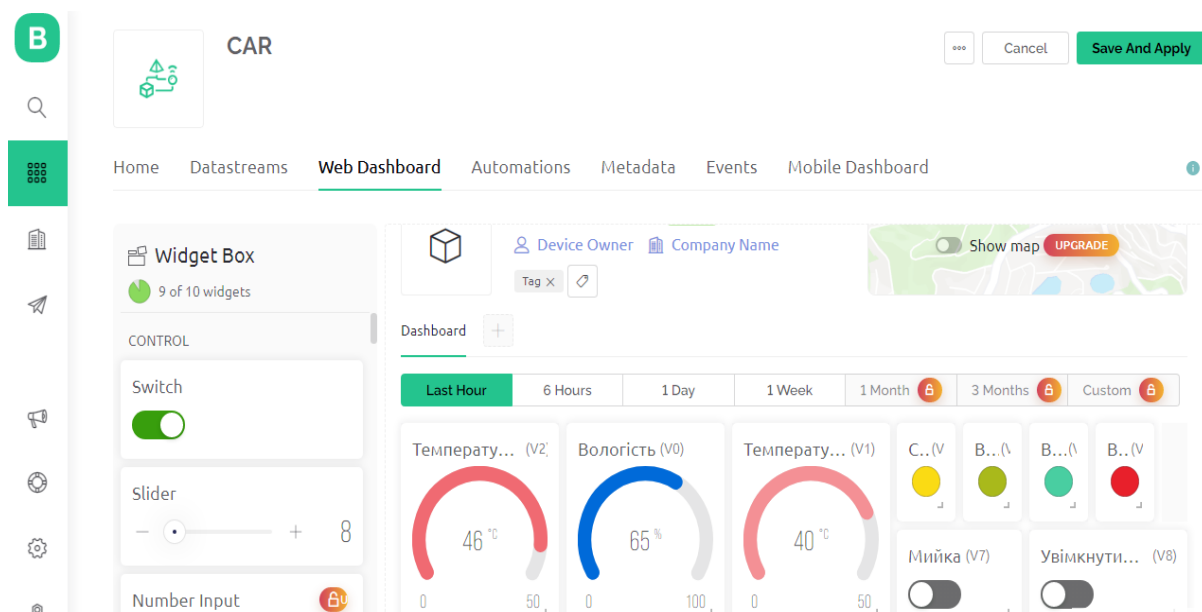 B
CAR
Cancel
Save And Apply
Home Datastreams Web Dashboard Automations Metadata Events Mobile Dashboard
Widget Box
9 of 10 widgets
CONTROL
Switch
Slider
8
Number Input
U
Device Owner Company Name
Tag
Show map UPGRADE
Dashboard
Last Hour 6 Hours 1 Day 1 Week 1 Month 3 Months Custom
Температу... (V2)
46 °C
0 50
Вологість (V0)
65 %
0 100
Температу... (V1)
40 °C
0 50
С..(V
В...(\
В...(\
В..(V
Мийка (V7)
Увімкнути... (V8)